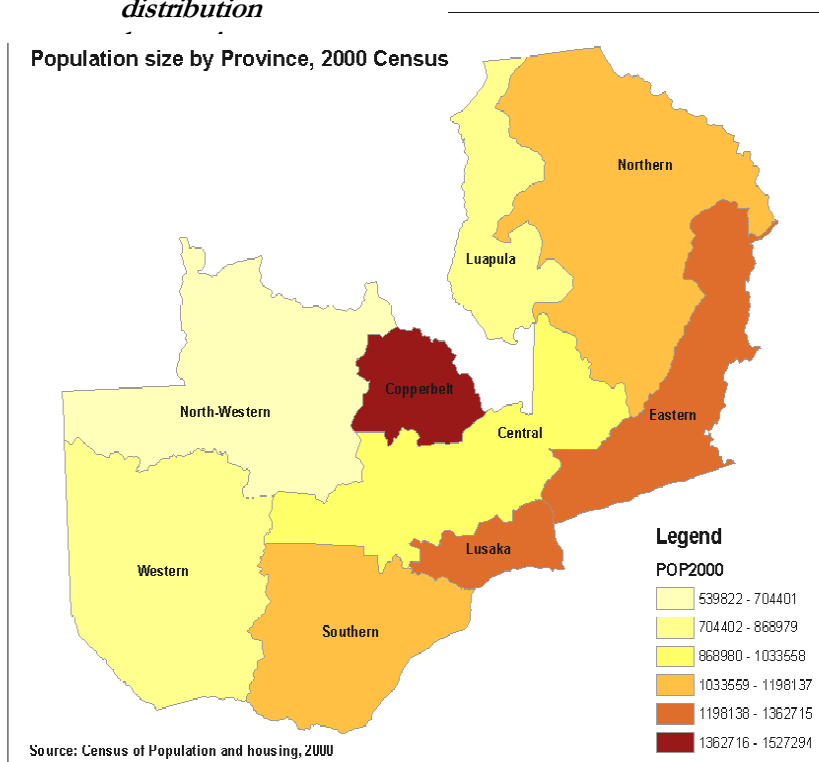 distribution
Population size by Province, 2000 Census
Northern
Luapula
Copperbelt
North-Western
Eastern
Central
Lusaka
Western
Southern
Legend
POP2000
539822 - 704401
704402 - 868979
868980 - 1033558
1033559 - 1198137
1198138 - 1362715
1362716 - 1527294
Source: Census of Population and housing, 2000